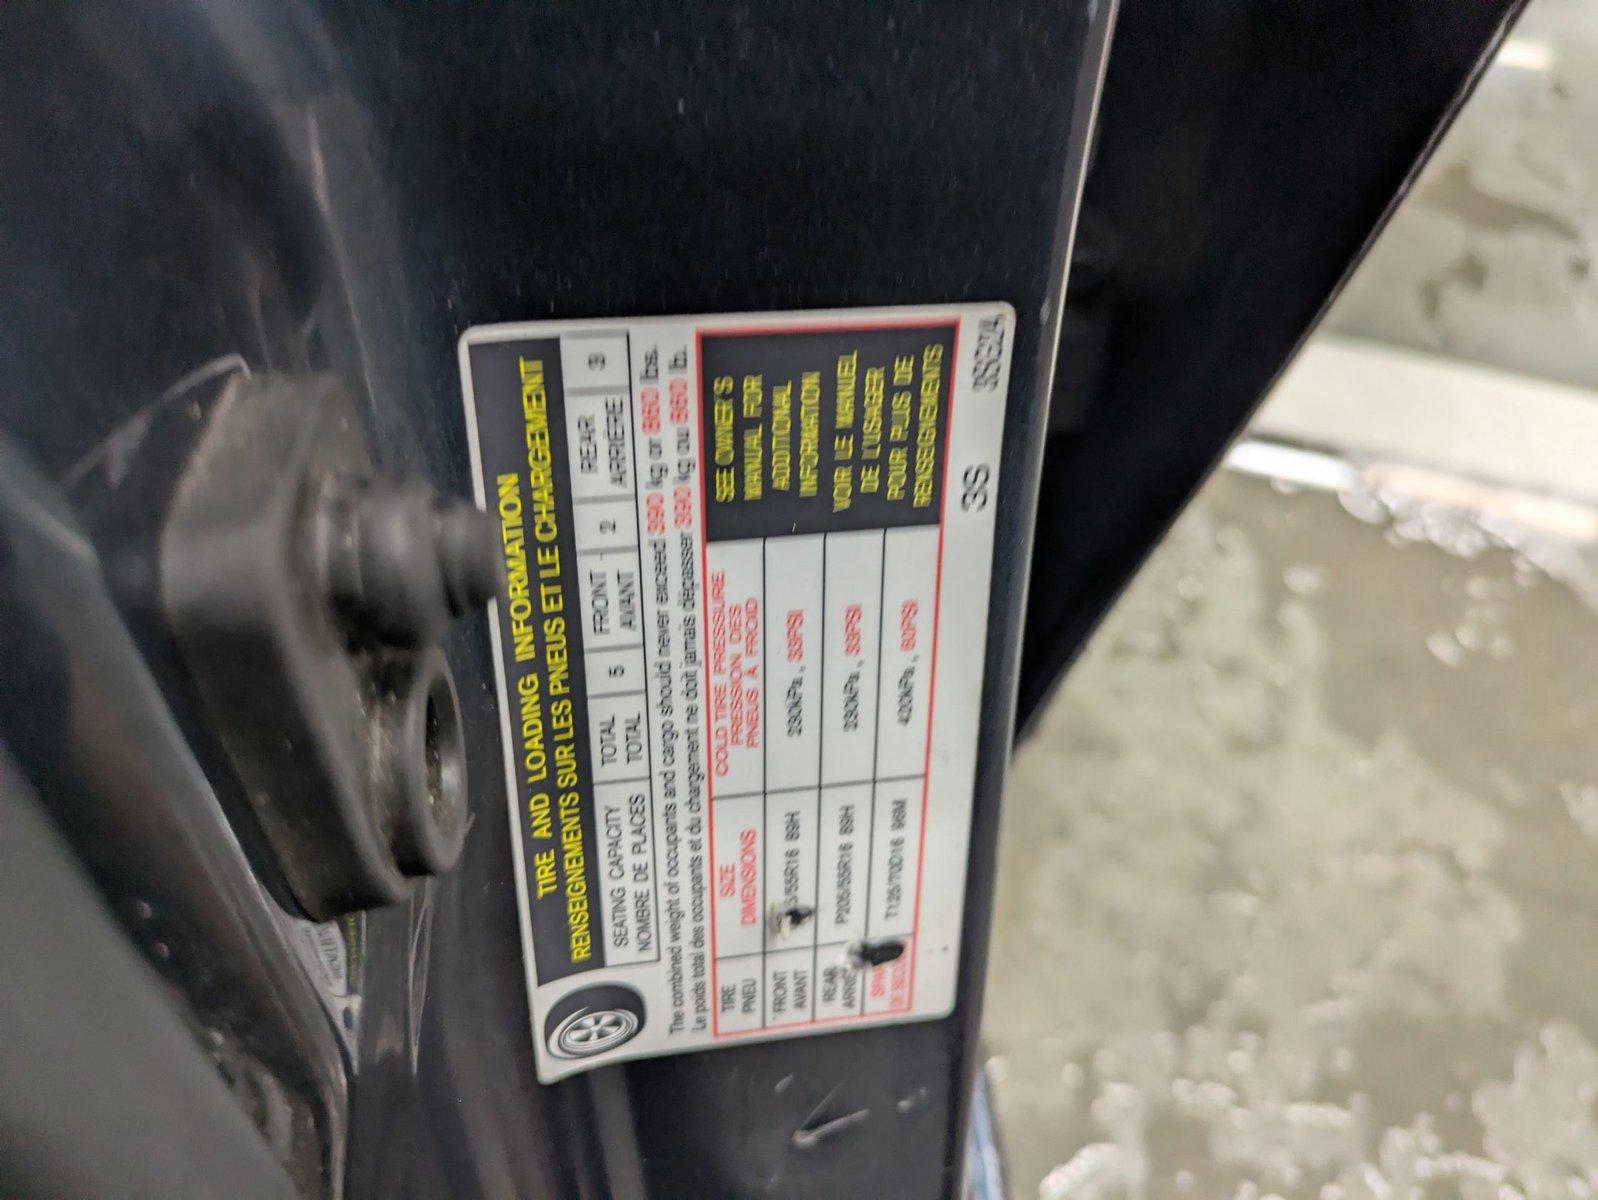 TIRE AND LOADING INFORMATION
RENSEIGNEMENTS SUR LES PNEUS ET LE CHARGEMENT
SEATING CAPACITY TOTAL 5 FRONT 2 REAR 3
NOMBRE DE PLACES TOTAL AVANT ARRIÈRE
The combined weight of occupants and cargo should never exceed 390 kg or 860 lbs.
Le poids total des occupants et du chargement ne doit jamais dépasser 390 kg ou 860 lb.
TIRE SIZE COLD TIRE PRESSURE
PNEU DIMENSIONS PRESSION DES
PNEUS À FROID
FRONT
AVANT 5/55R16 89H 230kPa, 33PSI
REAR P205/55R16 89H 230kPa, 33PSI
T125/70D16 96M 420kPa, 60PSI
SEE OWNER'S
MANUAL FOR
ADDITIONAL
INFORMATION
VOIR LE MANUEL
DE L'USAGER
POUR PLUS DE
RENSEIGNEMENTS
3S